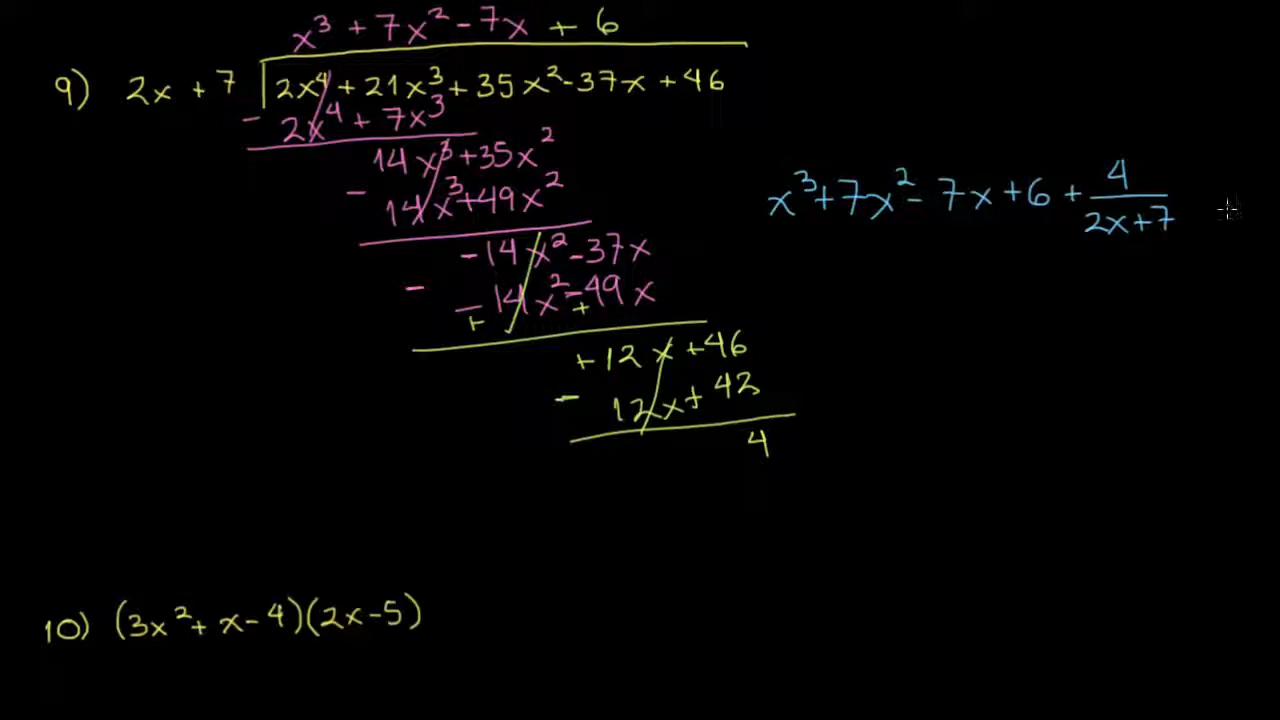 x³ + 7x² - 7x + 6
9) 2x + 7 2x⁴ + 21x³ + 35x² - 37x + 46
- 2x⁴ + 7x³
14x³ + 35x²
- 14x³ + 49x²
x³ + 7x² - 7x + 6 + 4/(2x+7)
-14x² - 37x
- -14x² - 49x
+ +
+12x + 46
- 12x + 42
4
10) (3x² + x - 4)(2x - 5)